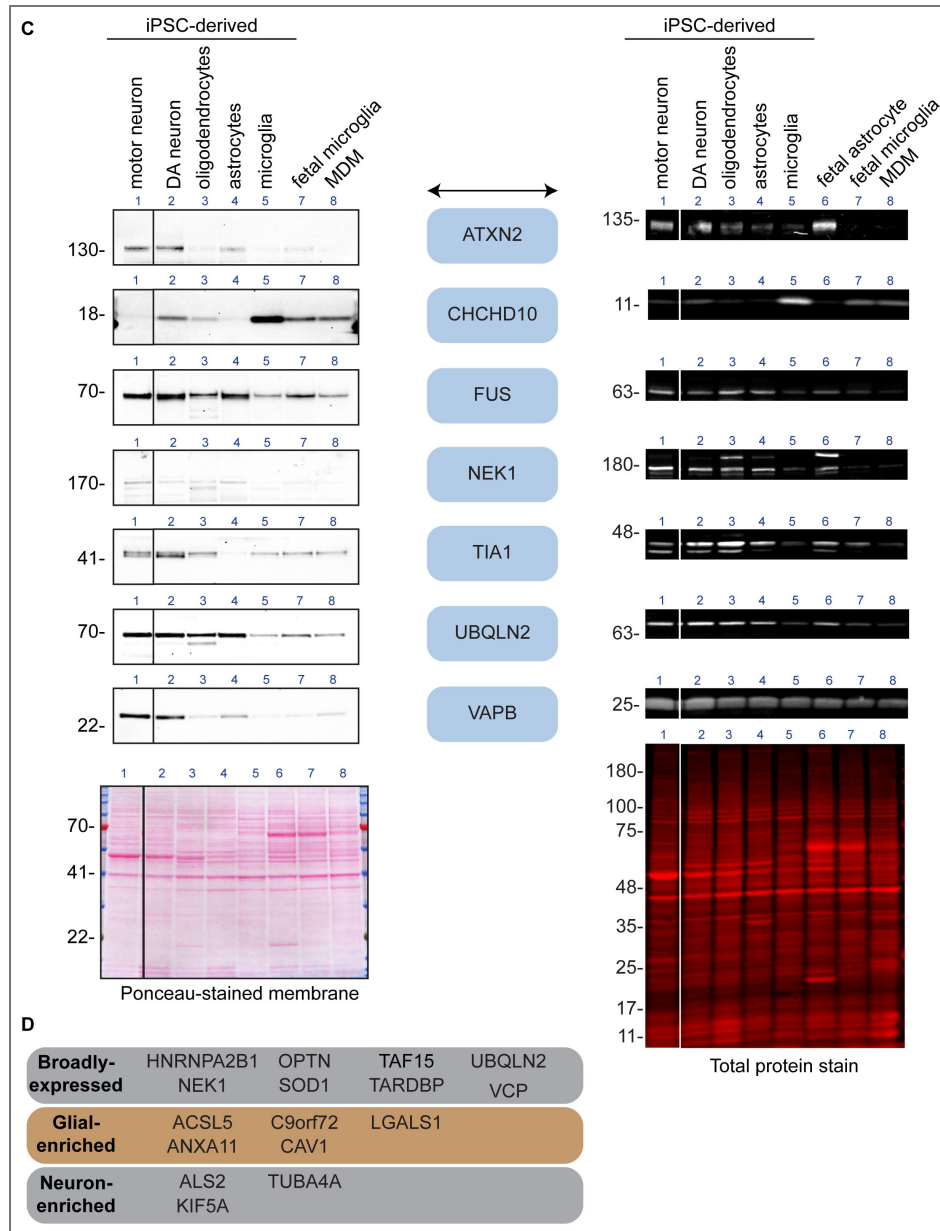 C
iPSC-derived
motor neuron
DA neuron
oligodendrocytes
astrocytes
microglia
fetal microglia
MDM
1 2 3 4 5 7 8
130-
1 2 3 4 5 7 8
18-
1 2 3 4 5 7 8
70-
1 2 3 4 5 7 8
170-
1 2 3 4 5 7 8
41-
1 2 3 4 5 7 8
70-
1 2 3 4 5 7 8
22-
1 2 3 4 5 6 7 8
70-
41-
22-
Ponceau-stained membrane
ATXN2
CHCHD10
FUS
NEK1
TIA1
UBQLN2
VAPB
iPSC-derived
motor neuron
DA neuron
oligodendrocytes
astrocytes
microglia
fetal astrocyte
fetal microglia
MDM
1 2 3 4 5 6 7 8
135-
1 2 3 4 5 6 7 8
11-
1 2 3 4 5 6 7 8
63-
1 2 3 4 5 6 7 8
180-
1 2 3 4 5 6 7 8
48-
1 2 3 4 5 6 7 8
63-
1 2 3 4 5 6 7 8
25-
1 2 3 4 5 6 7 8
180-
100-
75-
48-
35-
25-
17-
11-
Total protein stain
D
Broadly-expressed
HNRNPA2B1 OPTN TAF15 UBQLN2
NEK1 SOD1 TARDBP VCP
Glial-enriched
ACSL5 C9orf72 LGALS1
ANXA11 CAV1
Neuron-enriched
ALS2 TUBA4A
KIF5A